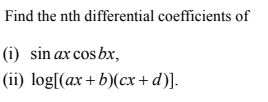 Find the nth differential coefficients of
(i) sin ax cos bx,
(ii) log[(ax + b)(cx + d)].